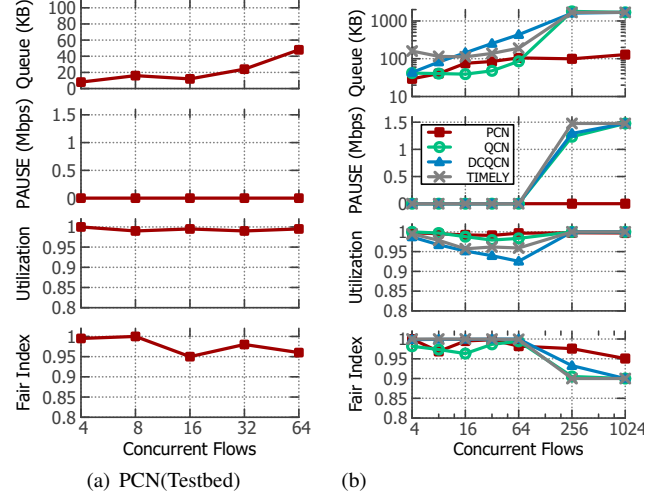 Queue (KB)
100
80
60
40
20
0
PAUSE (Mbps)
1.5
1
0.5
0
Utilization
1
0.95
0.9
0.85
0.8
Fair Index
1
0.95
0.9
0.85
0.8
4 8 16 32 64
Concurrent Flows
(a) PCN(Testbed)
Queue (KB)
1000
100
10
PAUSE (Mbps)
1.5
1
0.5
0
PCN
QCN
DCQCN
TIMELY
Utilization
1
0.95
0.9
0.85
0.8
Fair Index
1
0.95
0.9
0.85
0.8
4 16 64 256 1024
Concurrent Flows
(b)